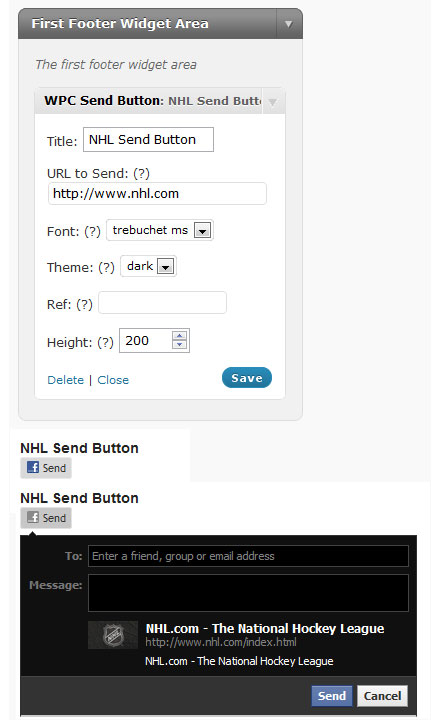 First Footer Widget Area
The first footer widget area
WPC Send Button: NHL Send Butt
Title: NHL Send Button
URL to Send: (?)
http://www.nhl.com
Font: (?) trebuchet ms
Theme: (?) dark
Ref: (?)
Height: (?) 200
Delete | Close Save
NHL Send Button
f Send
NHL Send Button
f Send
To: Enter a friend, group or email address
Message:
NHL.com - The National Hockey League
http://www.nhl.com/index.html
NHL.com - The National Hockey League
Send Cancel